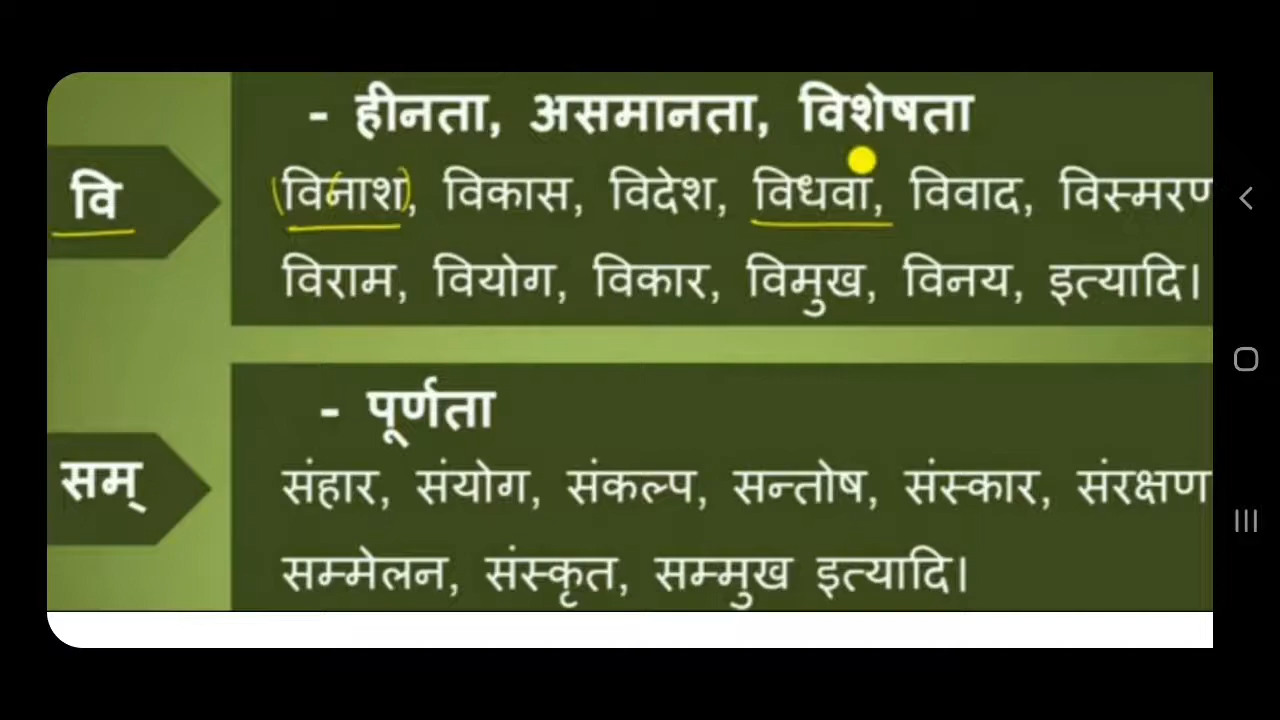 - हीनता, असमानता, विशेषता
वि
विनाश, विकास, विदेश, विधवा, विवाद, विस्मरण
विराम, वियोग, विकार, विमुख, विनय, इत्यादि।
- पूर्णता
सम्
संहार, संयोग, संकल्प, सन्तोष, संस्कार, संरक्षण
सम्मेलन, संस्कृत, सम्मुख इत्यादि।